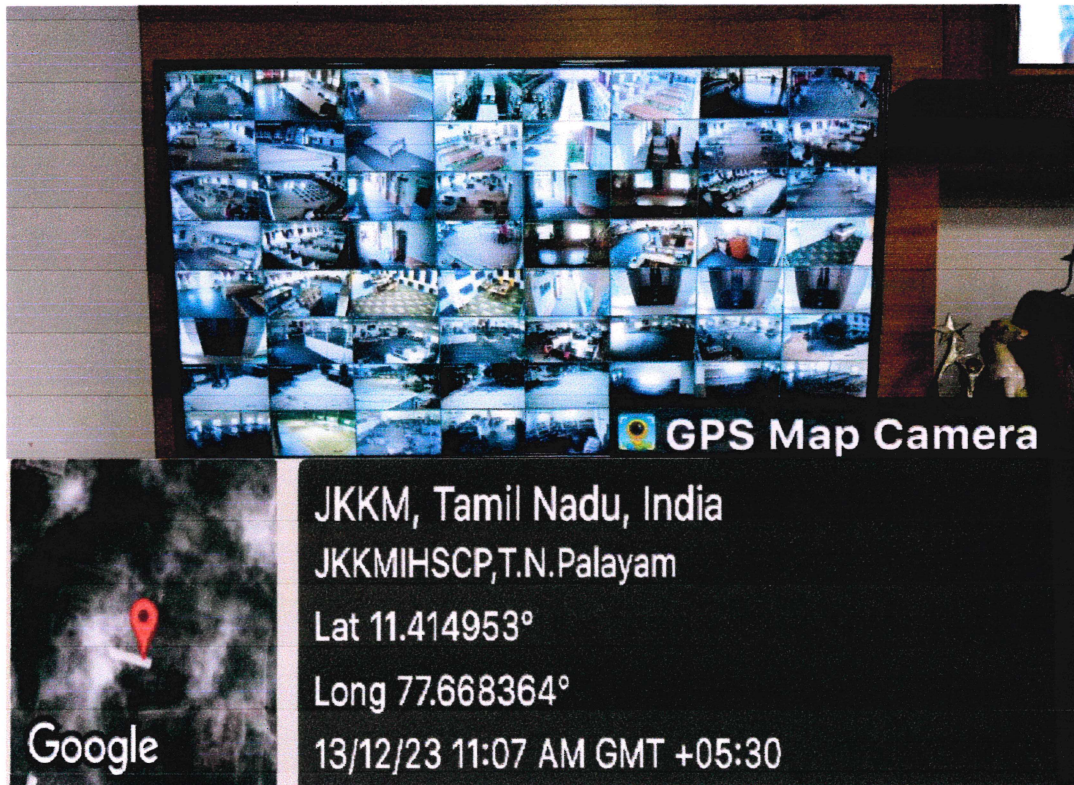 GPS Map Camera
JKKM, Tamil Nadu, India
JKKMIHSCP,T.N.Palayam
Lat 11.414953°
Long 77.668364°
13/12/23 11:07 AM GMT +05:30
Google